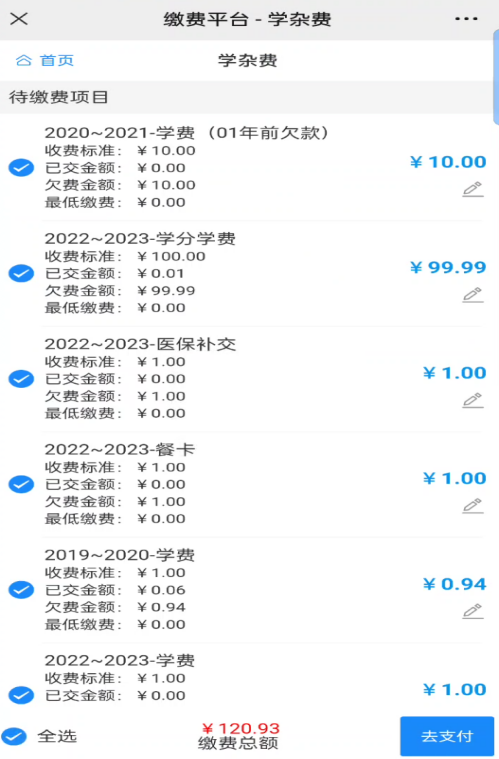 缴费平台 - 学杂费
首页
学杂费
待缴费项目
2020~2021-学费（01年前欠款）
收费标准：￥10.00
已交金额：￥0.00
欠费金额：￥10.00
最低缴费：￥0.00
￥10.00
2022~2023-学分学费
收费标准：￥100.00
已交金额：￥0.01
欠费金额：￥99.99
最低缴费：￥0.00
￥99.99
2022~2023-医保补交
收费标准：￥1.00
已交金额：￥0.00
欠费金额：￥1.00
最低缴费：￥0.00
￥1.00
2022~2023-餐卡
收费标准：￥1.00
已交金额：￥0.00
欠费金额：￥1.00
最低缴费：￥0.00
￥1.00
2019~2020-学费
收费标准：￥1.00
已交金额：￥0.06
欠费金额：￥0.94
最低缴费：￥0.00
￥0.94
2022~2023-学费
收费标准：￥1.00
已交金额：￥0.00
￥1.00
全选
￥120.93
缴费总额
去支付